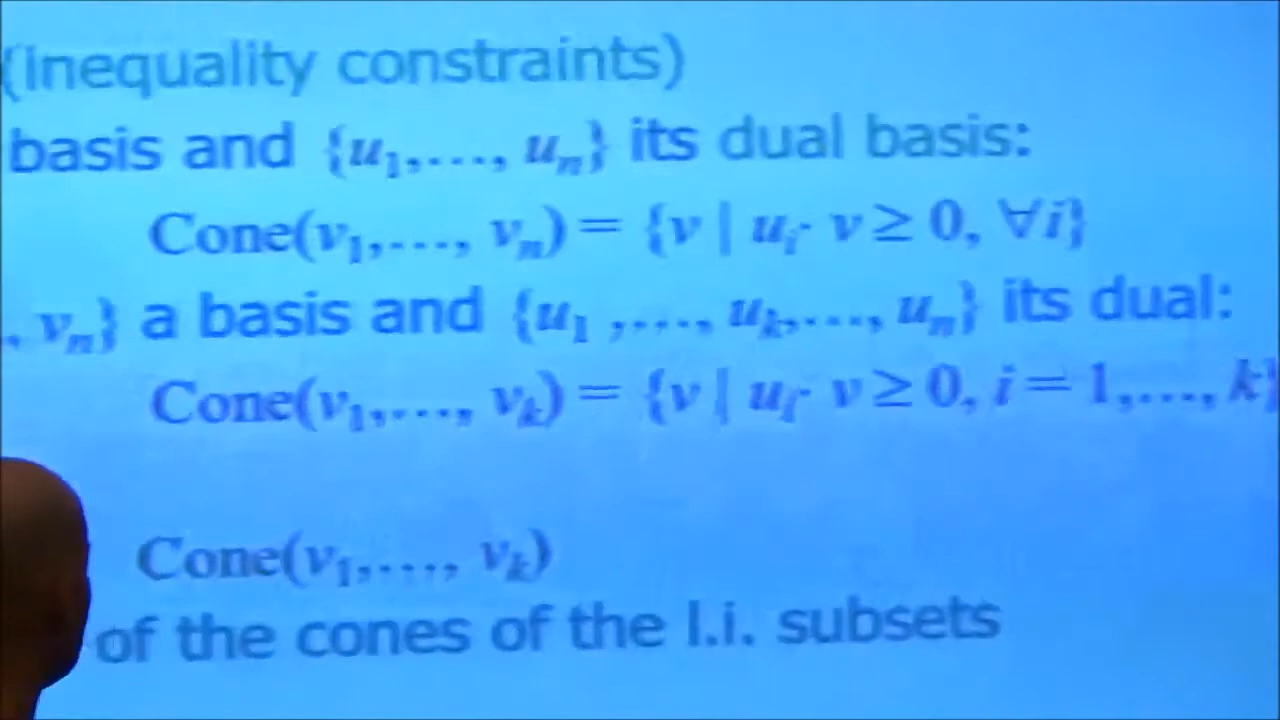 (Inequality constraints)
basis and {u₁,…., uₙ} its dual basis:
Cone(v₁,…., vₙ) = {v | uᵢ· v ≥ 0, ∀i}
, vₙ} a basis and {u₁ ,…., uₖ,…., uₙ} its dual:
Cone(v₁,…., vₖ) = {v | uᵢ· v ≥ 0, i = 1,…., k}
Cone(v₁,…., vₖ)
of the cones of the l.i. subsets